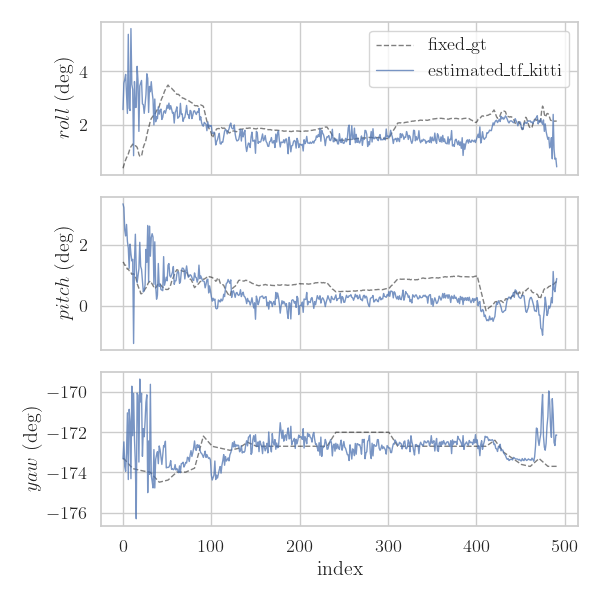 fixed_gt
estimated_tf_kitti
4
2
roll (deg)
2
0
pitch (deg)
−170
−172
−174
−176
yaw (deg)
0 100 200 300 400 500
index